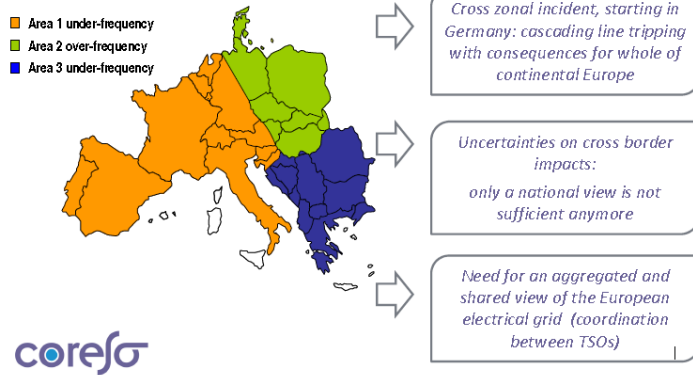 Area 1 under-frequency
Area 2 over-frequency
Area 3 under-frequency
Cross zonal incident, starting in
Germany: cascading line tripping
with consequences for whole of
continental Europe
Uncertainties on cross border
impacts:
only a national view is not
sufficient anymore
Need for an aggregated and
shared view of the European
electrical grid (coordination
between TSOs)
coreso